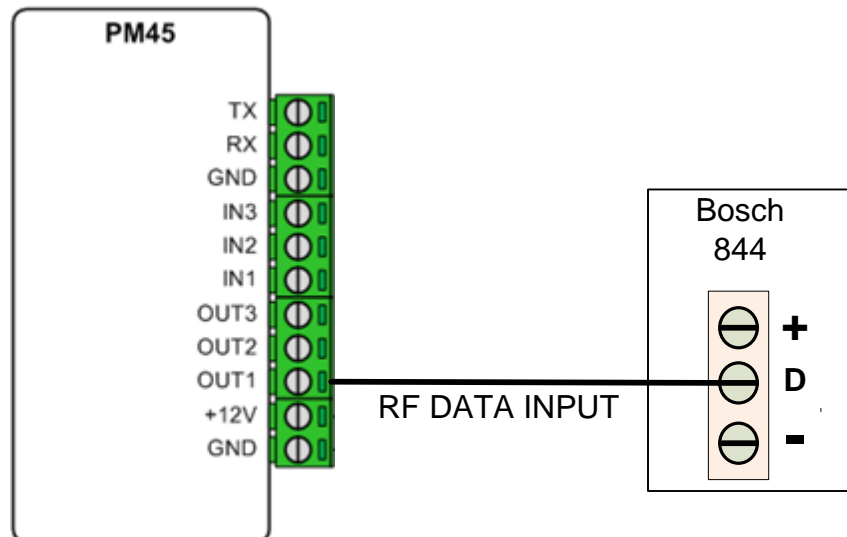 PM45
TX
RX
GND
IN3
IN2
IN1
OUT3
OUT2
OUT1
+12V
GND
RF DATA INPUT
Bosch
844
+
D
-